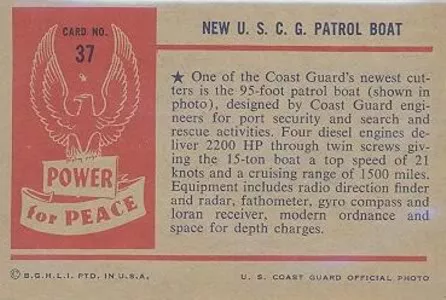 CARD NO.
37
POWER
for PEACE
NEW U. S. C. G. PATROL BOAT
★ One of the Coast Guard's newest cut-
ters is the 95-foot patrol boat (shown in
photo), designed by Coast Guard engi-
neers for port security and search and
rescue activities. Four diesel engines de-
liver 2200 HP through twin screws giv-
ing the 15-ton boat a top speed of 21
knots and a cruising range of 1500 miles.
Equipment includes radio direction finder
and radar, fathometer, gyro compass and
loran receiver, modern ordnance and
space for depth charges.
© B.G.H.L.I. PTD. IN U.S.A.
U. S. COAST GUARD OFFICIAL PHOTO